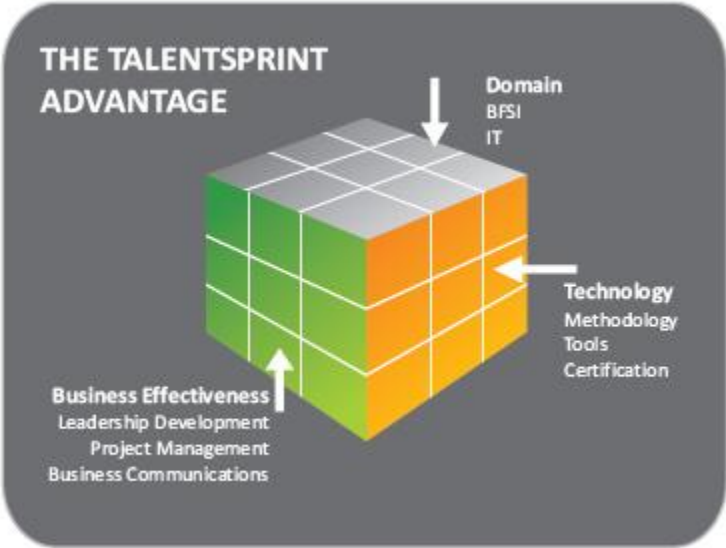 THE TALENTSPRINT
ADVANTAGE
Domain
BFSI
IT
Technology
Methodology
Tools
Certification
Business Effectiveness
Leadership Development
Project Management
Business Communications